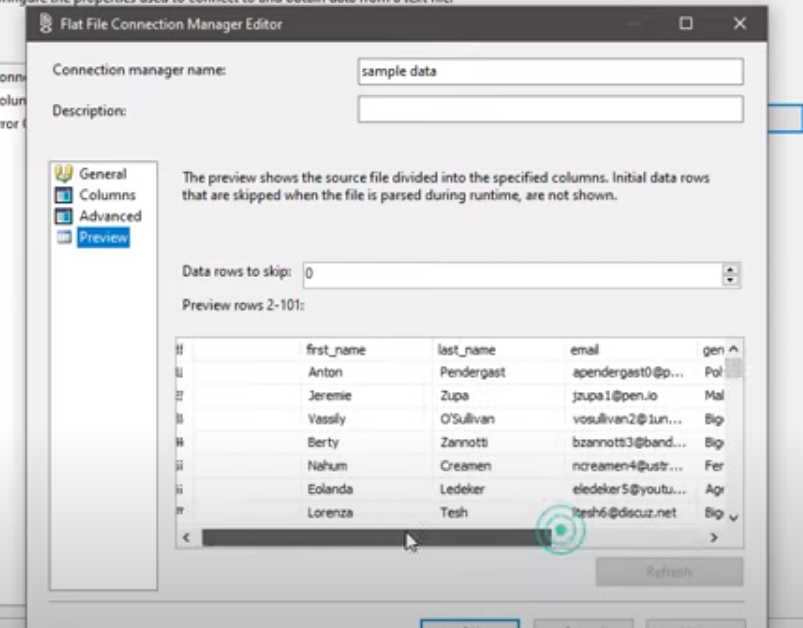 Flat File Connection Manager Editor
Connection manager name:
sample data
Description:
General
Columns
Advanced
Preview
The preview shows the source file divided into the specified columns. Initial data rows
that are skipped when the file is parsed during runtime, are not shown.
Data rows to skip:
0
Preview rows 2-101:
first_name last_name email gen
Anton Pendergast apendergast0@p...
Jeremie Zupa jzupa1@pen.io Mal
Vassily O'Sullivan vosullivan2@1un... Big
Berty Zannotti bzannotti3@band... Big
Nahum Creamen ncreamen4@ustr... Fer
Eolanda Ledeker eledeker5@youtu... Agr
Lorenza Tesh ltesh6@discuz.net Big
Refresh